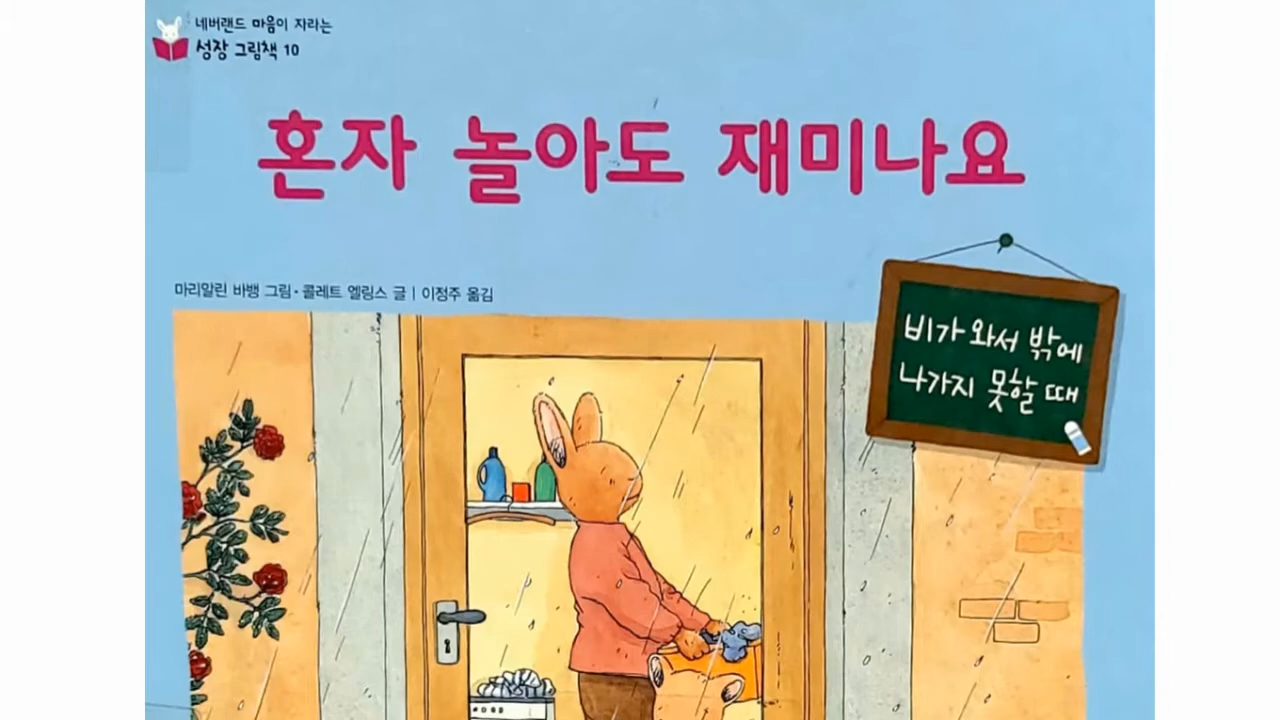 네버랜드 마음이 자라는
성장 그림책 10
혼자 놀아도 재미나요
마리알린 바뱅 그림 · 콜레트 엘링스 글 | 이정주 옮김
비가 와서 밖에
나가지 못할 때